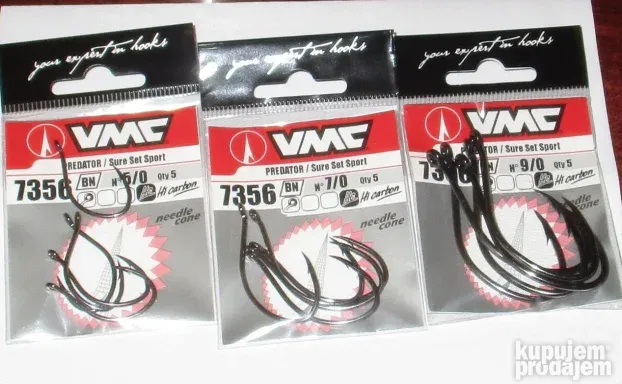 your expert in hooks
VMC
PREDATOR / Sure Set Sport
7356 BN N° 6/0 Qty 5
Hi carbon
needle cone
your expert in hooks
VMC
PREDATOR / Sure Set Sport
7356 BN N° 7/0 Qty 5
Hi carbon
needle cone
your expert in hooks
VMC
PREDATOR / Sure Set Sport
N° 9/0 Qty 5
Hi carbon
needle cone
kupujem
prodajem